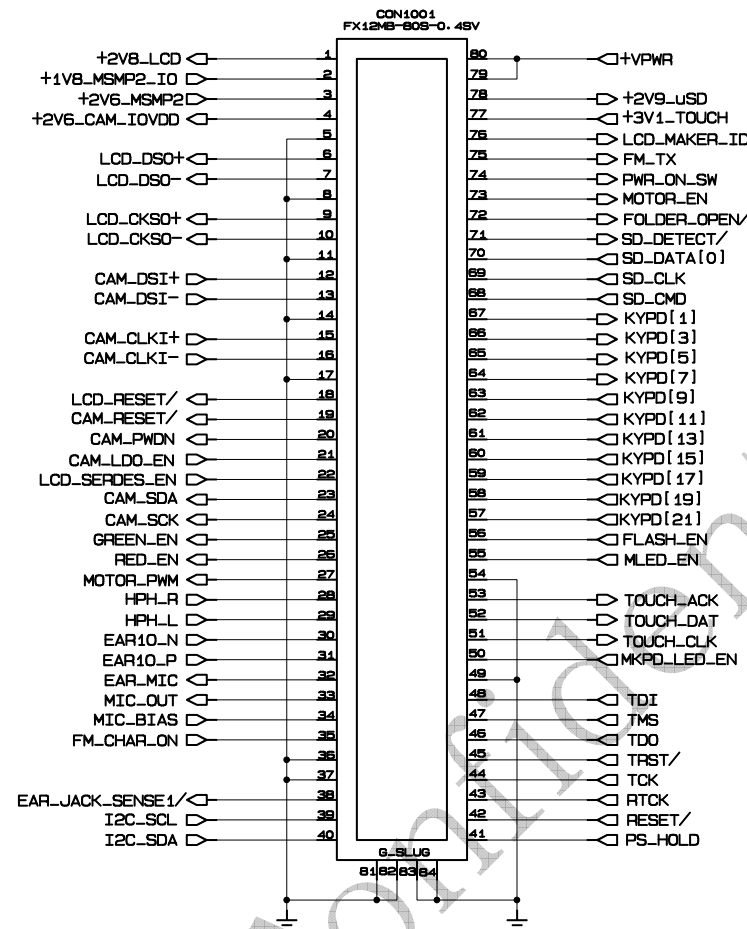 CON1001
FX12MB-80S-0.4SV
+2V8_LCD 1 80 +VPWR
+1V8_MSMP2_IO 2 79
+2V6_MSMP2 3 78 +2V9_uSD
+2V6_CAM_IOVDD 4 77 +3V1_TOUCH
5 76 LCD_MAKER_ID
LCD_DSO+ 6 75 FM_TX
LCD_DSO- 7 74 PWR_ON_SW
8 73 MOTOR_EN
LCD_CKSO+ 9 72 FOLDER_OPEN/
LCD_CKSO- 10 71 SD_DETECT/
11 70 SD_DATA[0]
CAM_DSI+ 12 69 SD_CLK
CAM_DSI- 13 68 SD_CMD
14 67 KYPD[1]
CAM_CLKI+ 15 66 KYPD[3]
CAM_CLKI- 16 65 KYPD[5]
17 64 KYPD[7]
LCD_RESET/ 18 63 KYPD[9]
CAM_RESET/ 19 62 KYPD[11]
CAM_PWDN 20 61 KYPD[13]
CAM_LDO_EN 21 60 KYPD[15]
LCD_SERDES_EN 22 59 KYPD[17]
CAM_SDA 23 58 KYPD[19]
CAM_SCK 24 57 KYPD[21]
GREEN_EN 25 56 FLASH_EN
RED_EN 26 55 MLED_EN
MOTOR_PWM 27 54
HPH_R 28 53 TOUCH_ACK
HPH_L 29 52 TOUCH_DAT
EAR10_N 30 51 TOUCH_CLK
EAR10_P 31 50 MKPD_LED_EN
EAR_MIC 32 49
MIC_OUT 33 48 TDI
MIC_BIAS 34 47 TMS
FM_CHAR_ON 35 46 TDO
36 45 TRST/
37 44 TCK
EAR_JACK_SENSE1/ 38 43 RTCK
I2C_SCL 39 42 RESET/
I2C_SDA 40 41 PS_HOLD
G_SLUG
81 82 83 84
onfiden